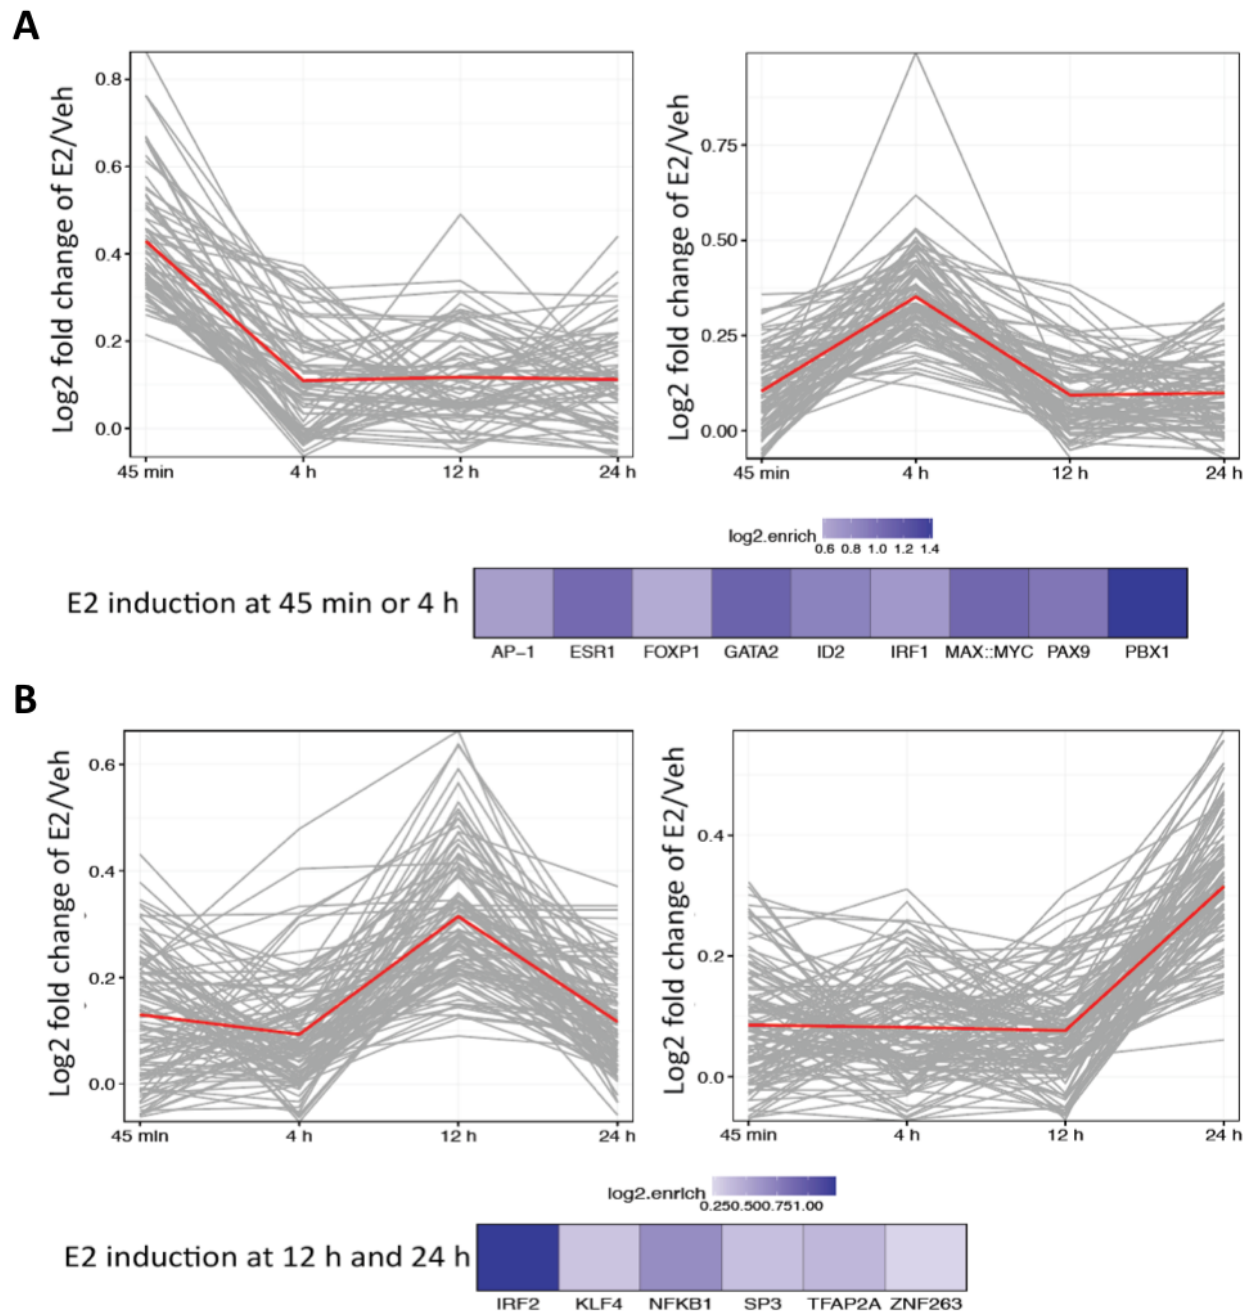 A
Log2 fold change of E2/Veh
0.8
0.6
0.4
0.2
0.0
45 min 4 h 12 h 24 h
Log2 fold change of E2/Veh
0.75
0.50
0.25
0.00
45 min 4 h 12 h 24 h
log2.enrich
0.6 0.8 1.0 1.2 1.4
E2 induction at 45 min or 4 h
AP-1 ESR1 FOXP1 GATA2 ID2 IRF1 MAX::MYC PAX9 PBX1
B
Log2 fold change of E2/Veh
0.6
0.4
0.2
0.0
45 min 4 h 12 h 24 h
Log2 fold change of E2/Veh
0.4
0.2
0.0
45 min 4 h 12 h 24 h
log2.enrich
0.250.500.751.00
E2 induction at 12 h and 24 h
IRF2 KLF4 NFKB1 SP3 TFAP2A ZNF263